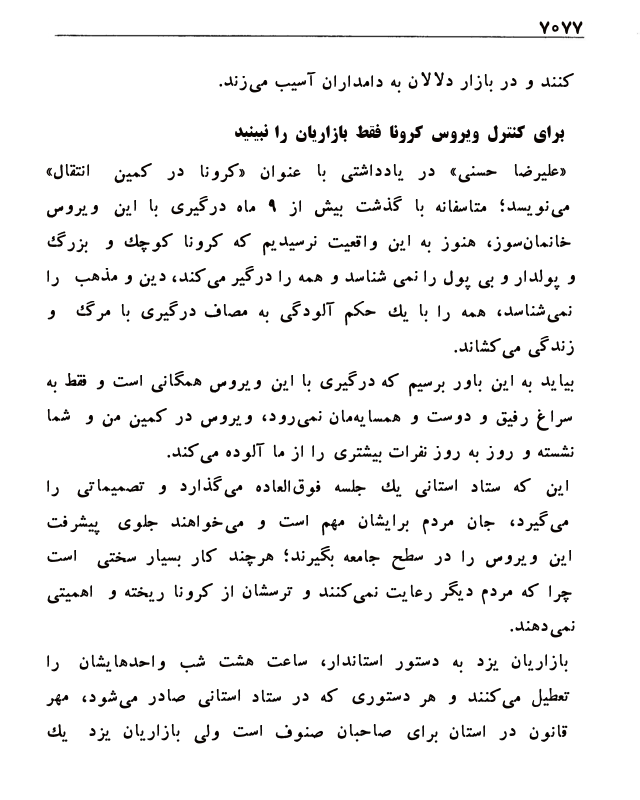 ۷۰۷۷
کنند و در بازار دلالان به دامداران آسیب می‌زند.
برای کنترل ویروس کرونا فقط بازاریان را نبینید
«علیرضا حسنی» در یادداشتی با عنوان «کرونا در کمین انتقال»
می‌نویسد؛ متاسفانه با گذشت بیش از ۹ ماه درگیری با این ویروس
خانمان‌سوز، هنوز به این واقعیت نرسیدیم که کرونا کوچک و بزرگ
و پولدار و بی پول را نمی شناسد و همه را درگیر می‌کند، دین و مذهب را
نمی‌شناسد، همه را با یك حکم آلودگی به مصاف درگیری با مرگ و
زندگی می‌کشاند.
بیاید به این باور برسیم که درگیری با این ویروس همگانی است و فقط به
سراغ رفیق و دوست و همسایه‌مان نمی‌رود، ویروس در کمین من و شما
نشسته و روز به روز نفرات بیشتری را از ما آلوده می‌کند.
این که ستاد استانی یك جلسه فوق‌العاده می‌گذارد و تصمیماتی را
می‌گیرد، جان مردم برایشان مهم است و می‌خواهند جلوی پیشرفت
این ویروس را در سطح جامعه بگیرند؛ هرچند کار بسیار سختی است
چرا که مردم دیگر رعایت نمی‌کنند و ترسشان از کرونا ریخته و اهمیتی
نمی‌دهند.
بازاریان یزد به دستور استاندار، ساعت هشت شب واحدهایشان را
تعطیل می‌کنند و هر دستوری که در ستاد استانی صادر می‌شود، مهر
قانون در استان برای صاحبان صنوف است ولی بازاریان یزد یك